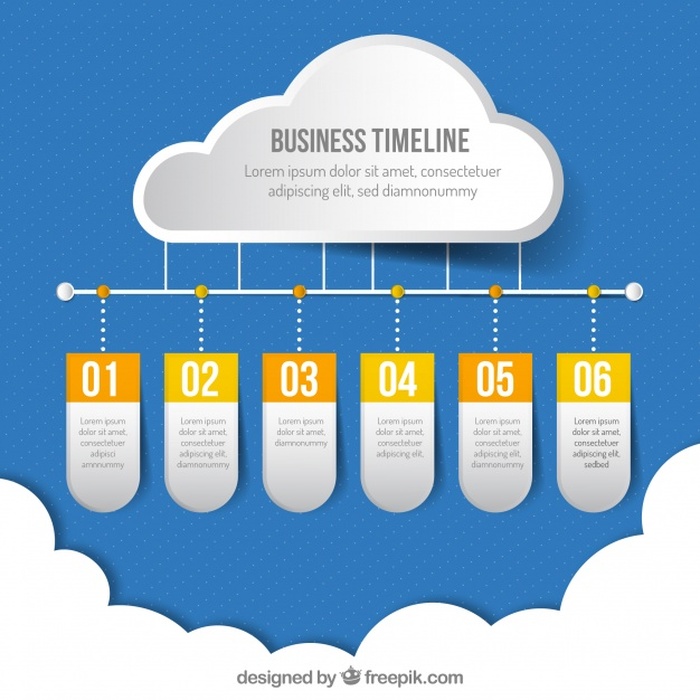 BUSINESS TIMELINE
Lorem ipsum dolor sit amet, consectetuer
adipiscing elit, sed diamnonummy
01
Lorem ipsum
dolor sit amet,
consectetuer
adipisci
amnnummy
02
Lorem ipsum
dolor sit amet,
consectetuer
adipiscing elit,
diamnonummy
03
Lorem ipsum
dolor sit amet,
diamnonummy
04
Lorem ipsum
dolor sit amet,
consectetuer
adipiscing elit,
05
Lorem ipsum
dolor sit amet,
consectetuer
adipiscing elit,
diamnonummy
06
Lorem ipsum
dolor sit amet,
consectetuer
adipiscing elit,
sedbed
designed by freepik.com